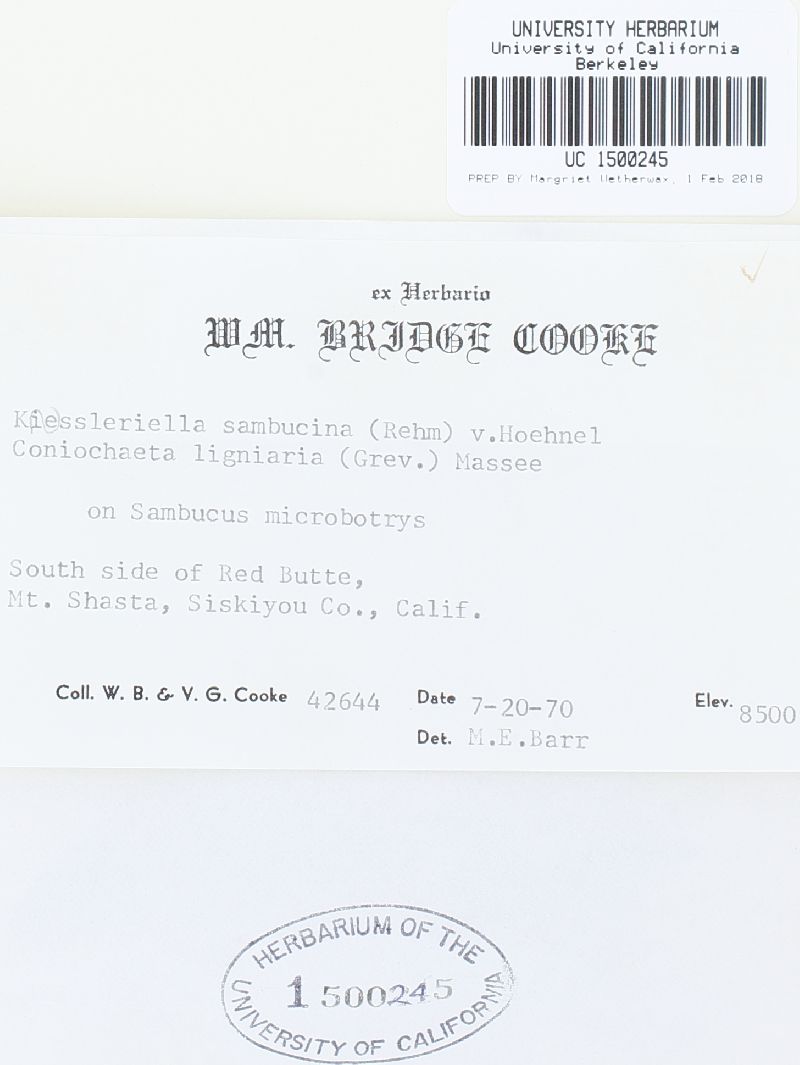 UNIVERSITY HERBARIUM
University of California
Berkeley
UC 1500245
PREP BY Margriet Wetherwax, 1 Feb 2018
ex Herbario
WM. BRIDGE COOKE
Kiessleriella sambucina (Rehm) v.Hoehnel
Coniochaeta ligniaria (Grev.) Massee
on Sambucus microbotrys
South side of Red Butte,
Mt. Shasta, Siskiyou Co., Calif.
Coll. W. B. & V. G. Cooke 42644 Date 7-20-70 Elev. 8500
Det. M.E.Barr
HERBARIUM OF THE
1 500245
UNIVERSITY OF CALIFORNIA